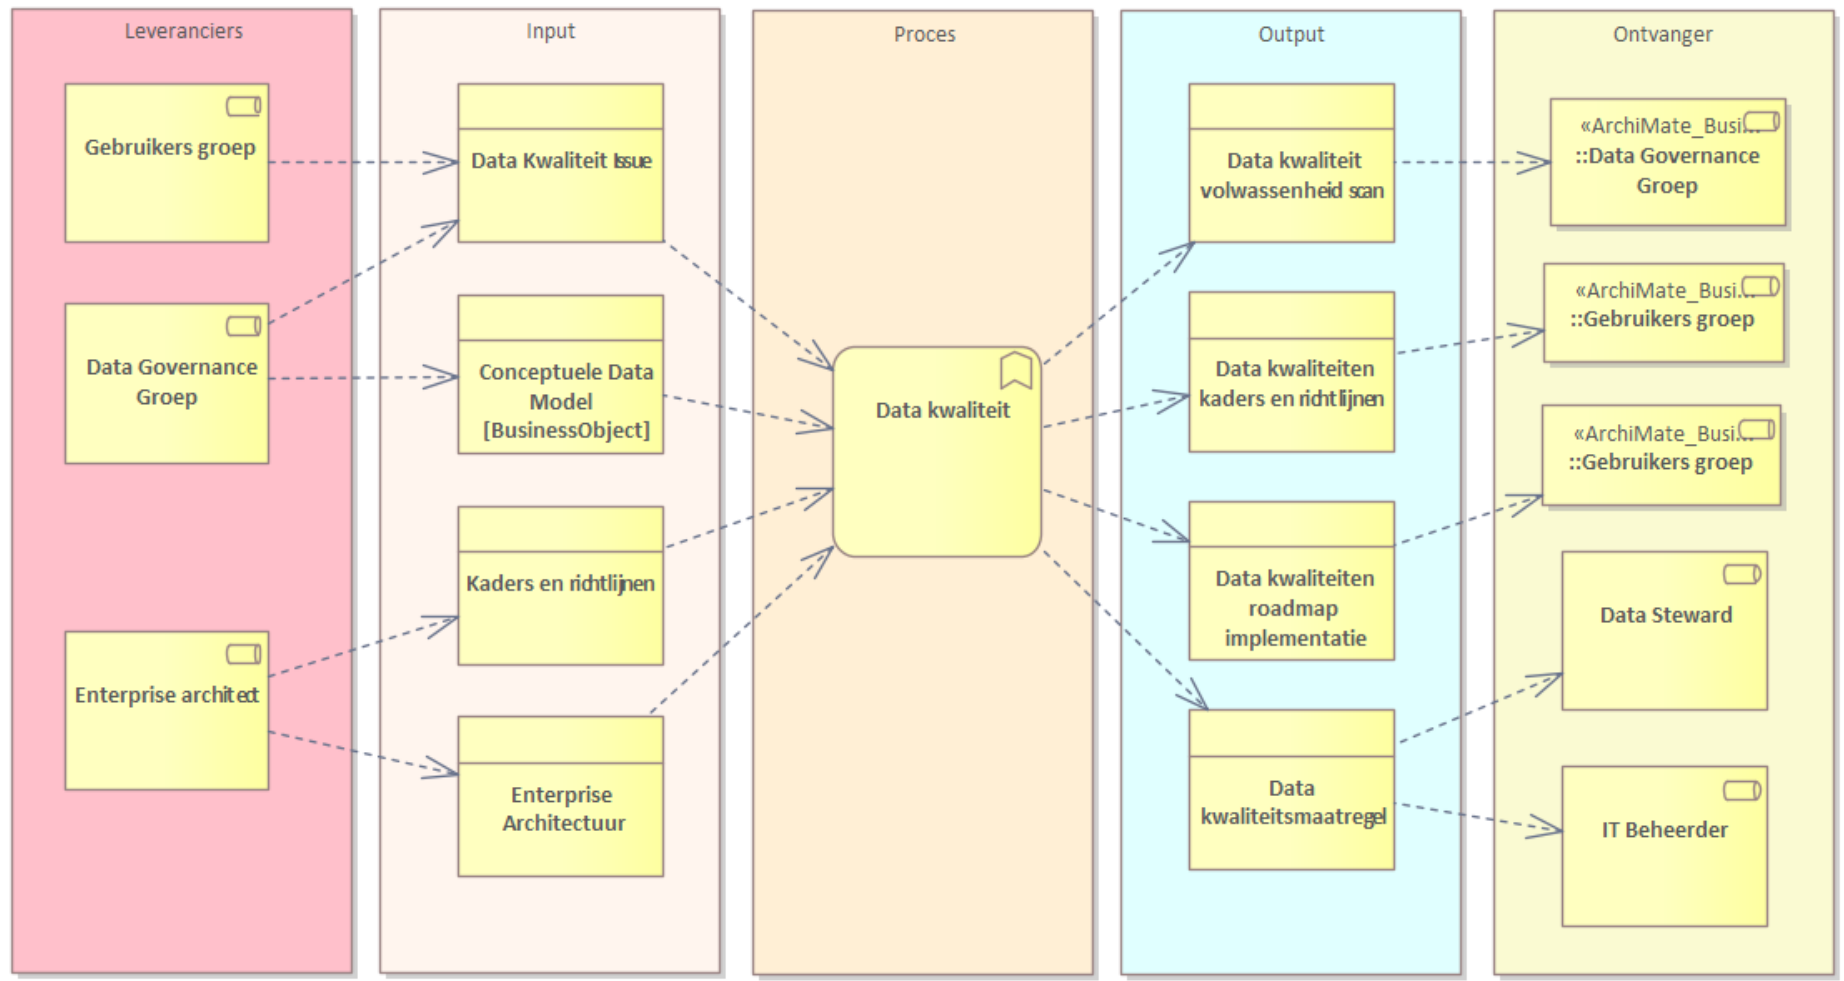 Leveranciers
Gebruikers groep
Data Governance
Groep
Enterprise architect
Input
Data Kwaliteit Issue
Conceptuele Data
Model
[BusinessObject]
Kaders en richtlijnen
Enterprise
Architectuur
Proces
Data kwaliteit
Output
Data kwaliteit
volwassenheid scan
Data kwaliteiten
kaders en richtlijnen
Data kwaliteiten
roadmap
implementatie
Data
kwaliteitsmaatregel
Ontvanger
«ArchiMate_Busi...
::Data Governance
Groep
«ArchiMate_Busi...
::Gebruikers groep
«ArchiMate_Busi...
::Gebruikers groep
Data Steward
IT Beheerder